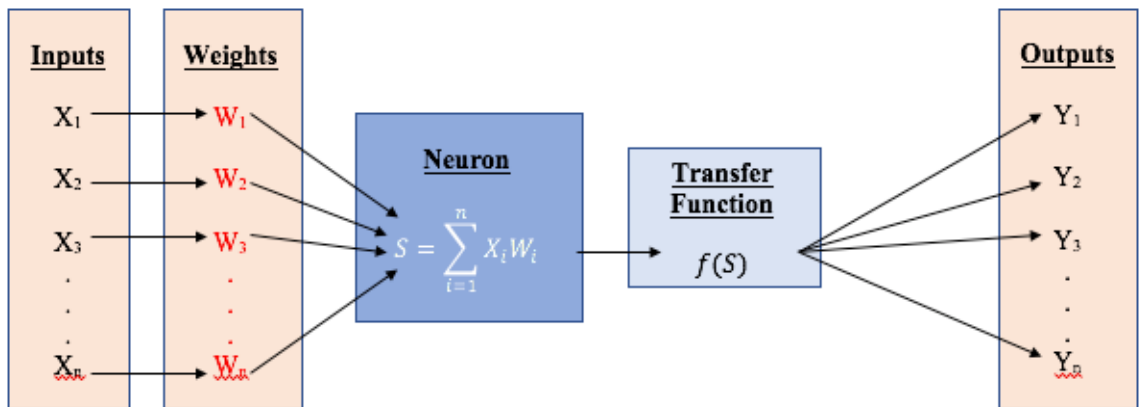 Inputs
X₁
X₂
X₃
.
.
.
Xₙ
Weights
W₁
W₂
W₃
.
.
.
Wₙ
Neuron
S = ∑ᵢ₌₁ⁿ XᵢWᵢ
Transfer
Function
f(S)
Outputs
Y₁
Y₂
Y₃
.
.
.
Yₙ